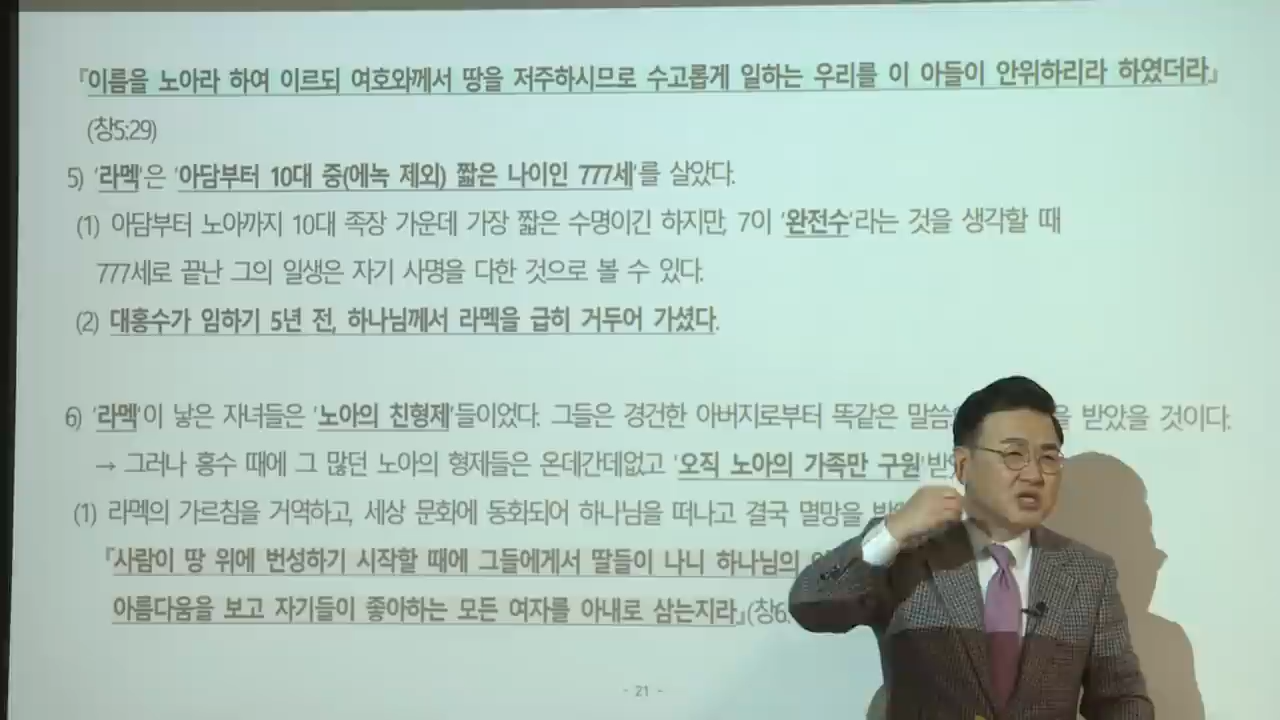 『이름을 노아라 하여 이르되 여호와께서 땅을 저주하시므로 수고롭게 일하는 우리를 이 아들이 안위하리라 하였더라』
(창5:29)
5) '라멕'은 '아담부터 10대 중(에녹 제외) 짧은 나이인 777세'를 살았다.
(1) 아담부터 노아까지 10대 족장 가운데 가장 짧은 수명이긴 하지만, 7이 '완전수'라는 것을 생각할 때
777세로 끝난 그의 일생은 자기 사명을 다한 것으로 볼 수 있다.
(2) 대홍수가 임하기 5년 전, 하나님께서 라멕을 급히 거두어 가셨다.
6) '라멕'이 낳은 자녀들은 '노아의 친형제'들이었다. 그들은 경건한 아버지로부터 똑같은 받았을 것이다.
→ 그러나 홍수 때에 그 많던 노아의 형제들은 온데간데없고 '오직 노아의 가족만 구원'
(1) 라멕의 가르침을 거역하고, 세상 문화에 동화되어 하나님을 떠나고 결국 멸망을
『사람이 땅 위에 번성하기 시작할 때에 그들에게서 딸들이 나니 하나님의
아름다움을 보고 자기들이 좋아하는 모든 여자를 아내로 삼는지라』(창6:
- 21 -